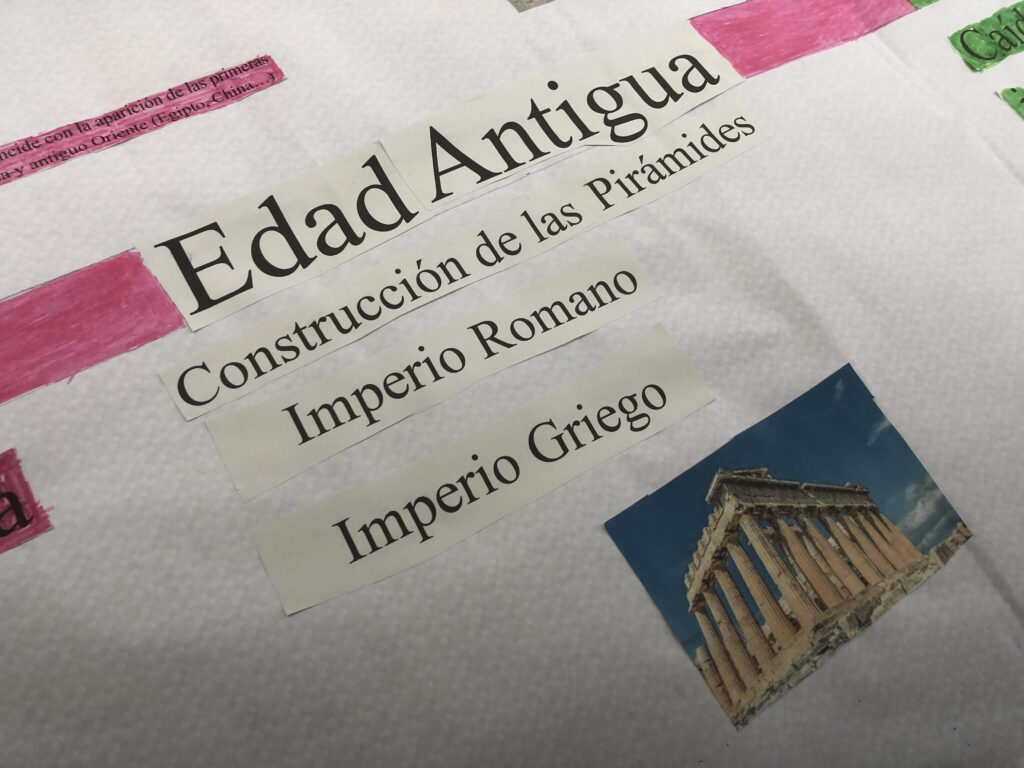 con la aparición de las primeras
y antiguo Oriente (Egipto, China...)
Edad Antigua
Construcción de las Pirámides
Imperio Romano
Imperio Griego
a